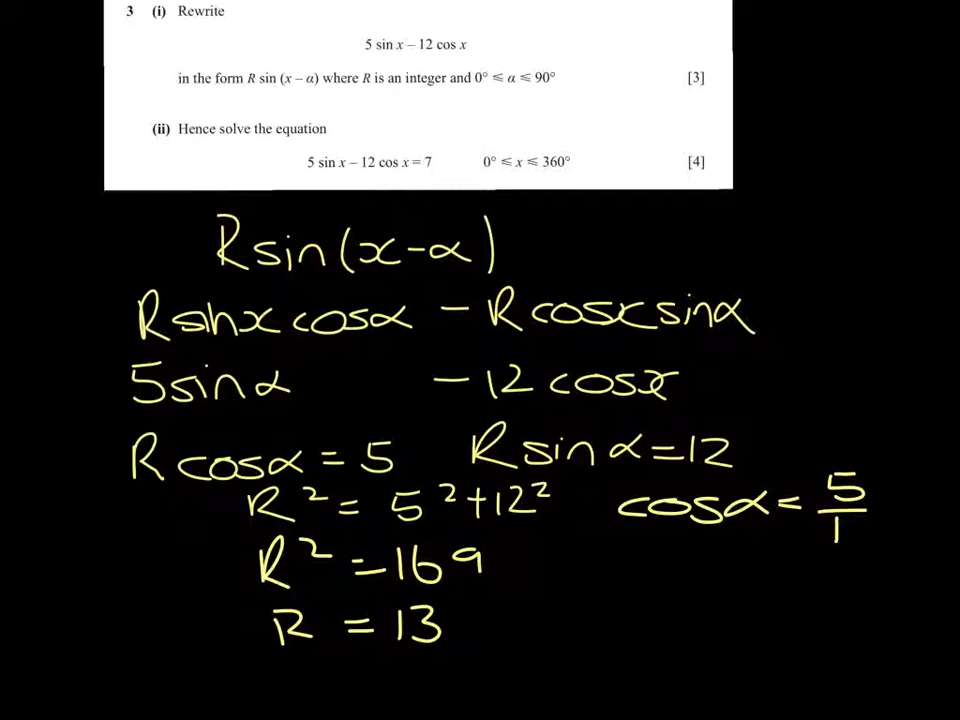 3 (i) Rewrite
5 sin x – 12 cos x
in the form R sin (x – α) where R is an integer and 0° ⩽ α ⩽ 90° [3]
(ii) Hence solve the equation
5 sin x – 12 cos x = 7 0° ⩽ x ⩽ 360° [4]
Rsin(x-α)
Rsinxcosα - Rcosxsinα
5sinα -12cosx
Rcosα=5 Rsinα=12
R²=5²+12² cosα=5/1
R²=169
R=13